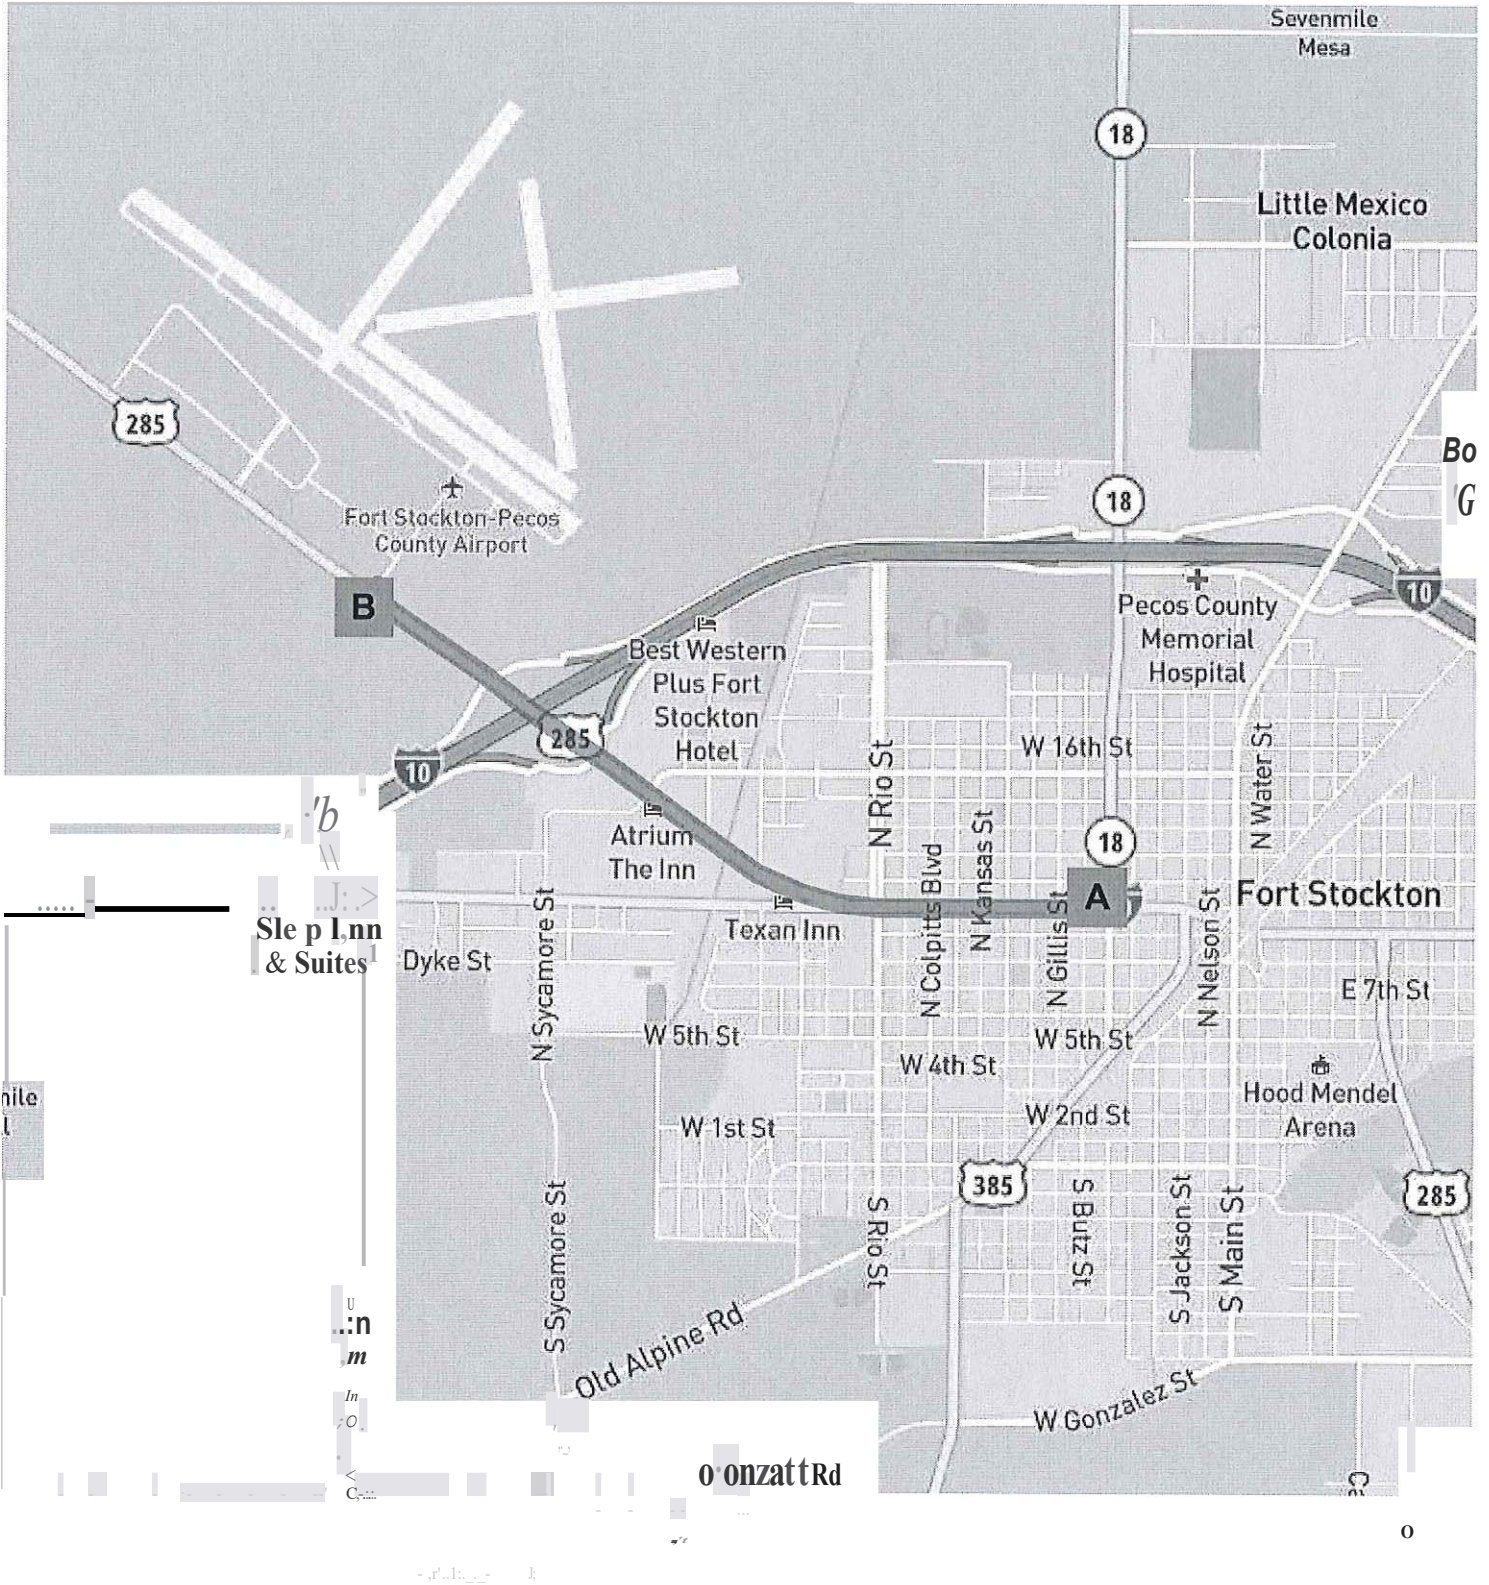 Sevenmile
Mesa
18
Little Mexico
Colonia
285
Bo
18
Fort Stockton-Pecos
County Airport
10
B
Pecos County
Memorial
Hospital
Best Western
Plus Fort
Stockton
Hotel
285
10
W 16th St
N Water St
N Rio St
Atrium
The Inn
18
N Kansas St
N Colpitts Blvd
A
Fort Stockton
N Gillis St
N Nelson St
Texan Inn
& Suites
Dyke St
N Sycamore St
E 7th St
W 5th St
W 5th St
W 4th St
Hood Mendel
Arena
W 2nd St
W 1st St
385
285
S Sycamore St
S Rio St
S Butz St
S Jackson St
S Main St
Old Alpine Rd
W Gonzalez St
onzatt Rd